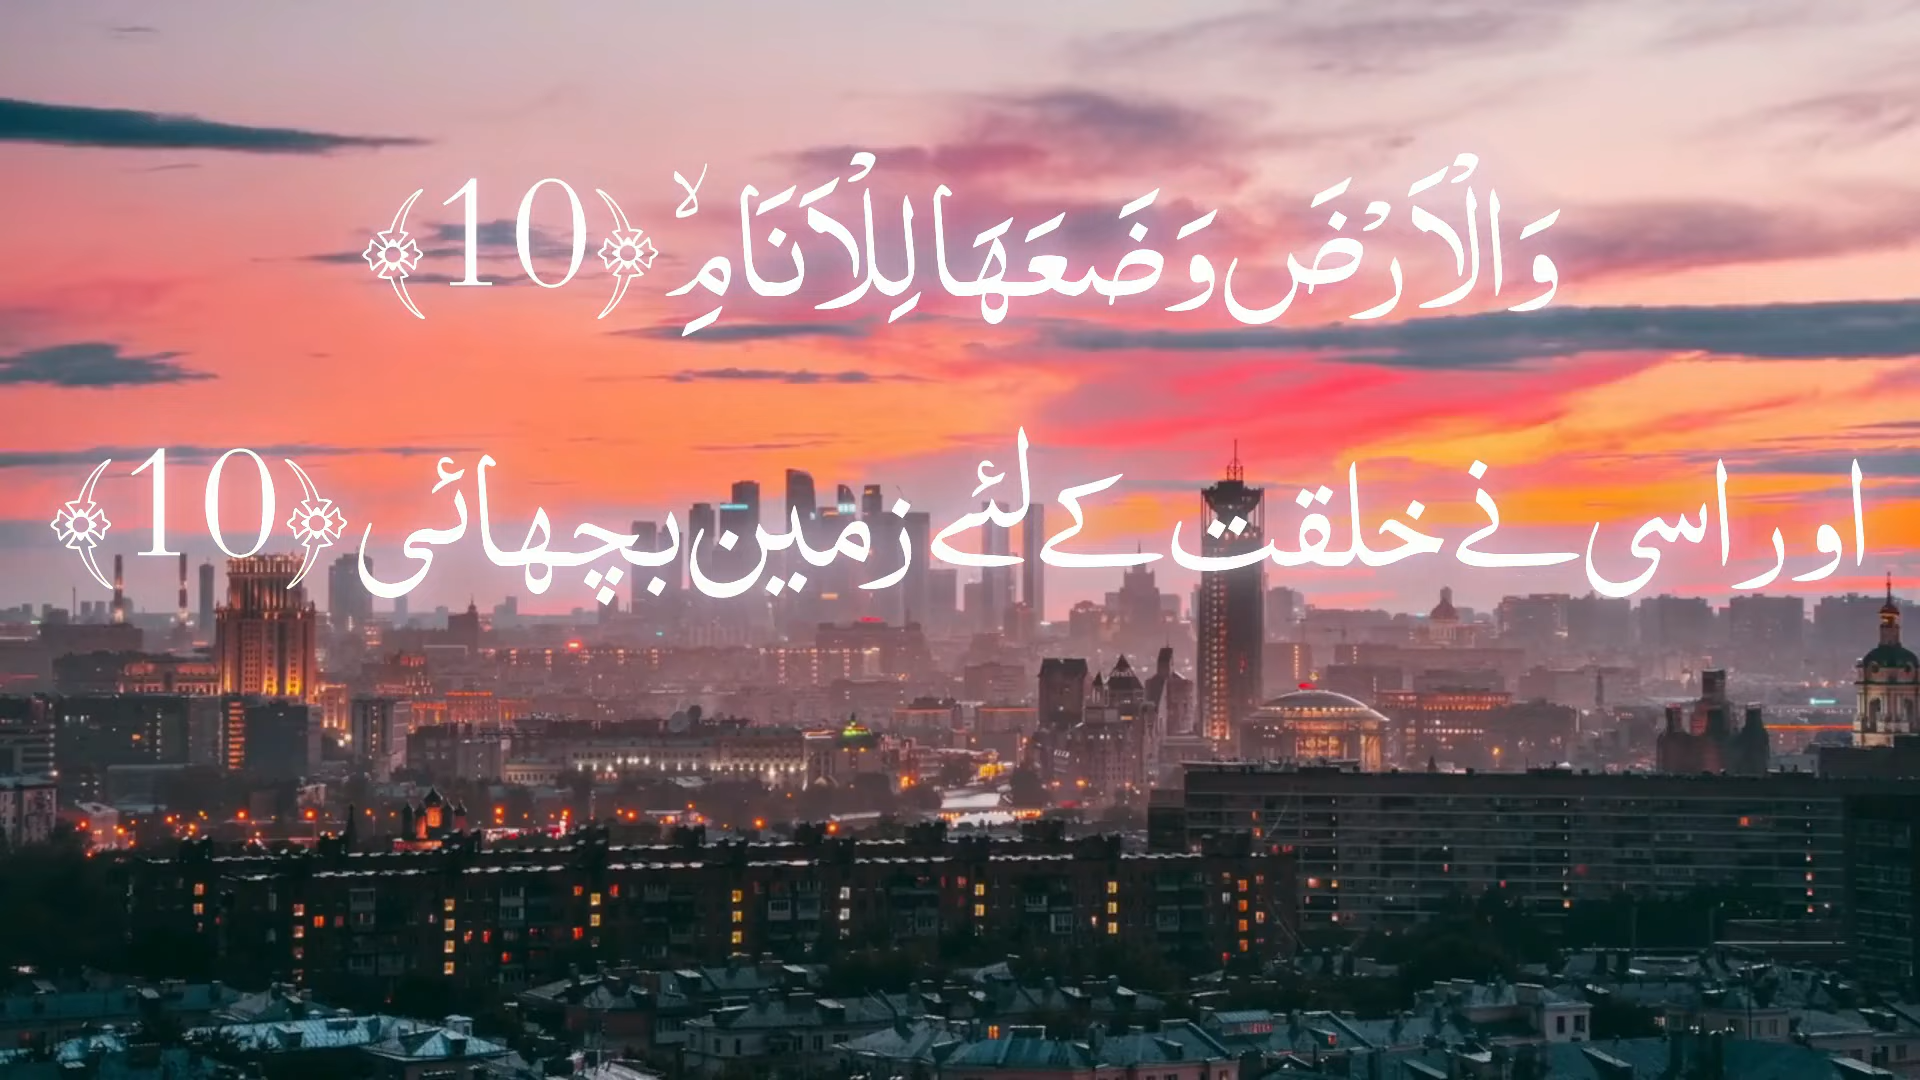 وَالْاَرْضَ وَضَعَهَا لِلْاَنَامِۙ ﴿10﴾
اور اسی نے خلقت کے لئے زمین بچھائی ﴿10﴾